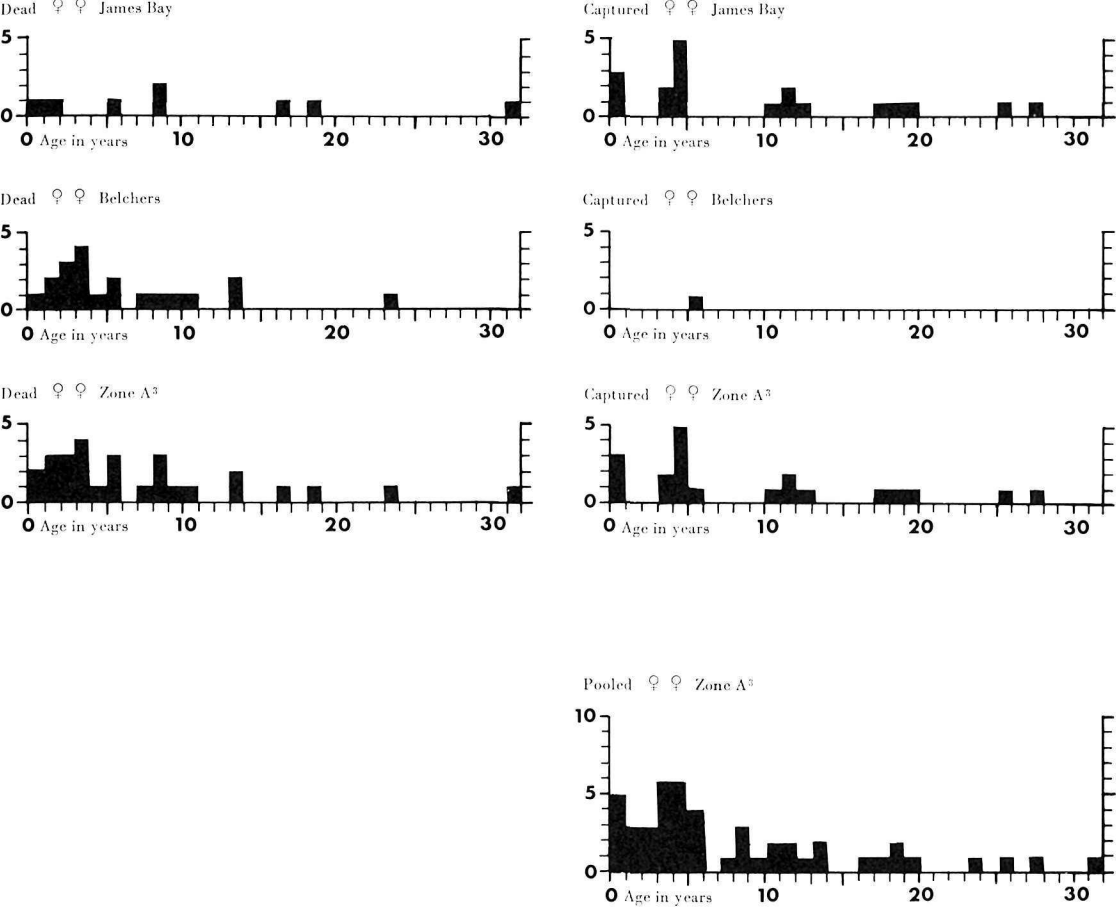 Dead ♀ ♀ James Bay
5
0
0 Age in years 10 20 30
Captured ♀ ♀ James Bay
5
0
0 Age in years 10 20 30
Dead ♀ ♀ Belchers
5
0
0 Age in years 10 20 30
Captured ♀ ♀ Belchers
5
0
0 Age in years 10 20 30
Dead ♀ ♀ Zone A³
5
0
0 Age in years 10 20 30
Captured ♀ ♀ Zone A³
5
0
0 Age in years 10 20 30
Pooled ♀ ♀ Zone A³
10
5
0
0 Age in years 10 20 30